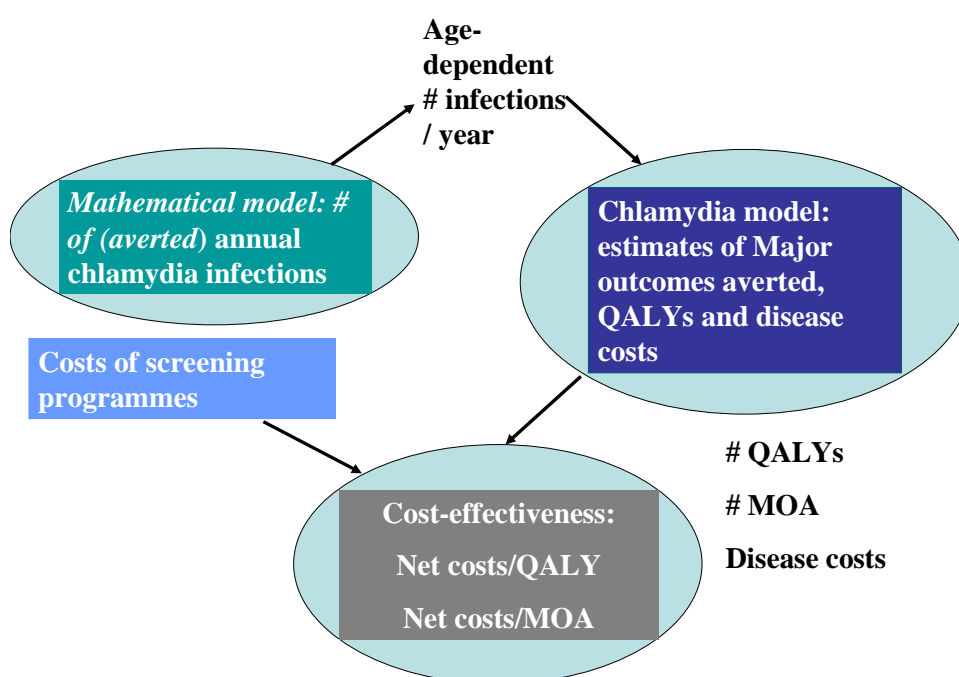 Age-
dependent
# infections
/ year
Mathematical model: #
of (averted) annual
chlamydia infections
Chlamydia model:
estimates of Major
outcomes averted,
QALYs and disease
costs
Costs of screening
programmes
# QALYs
# MOA
Disease costs
Cost-effectiveness:
Net costs/QALY
Net costs/MOA